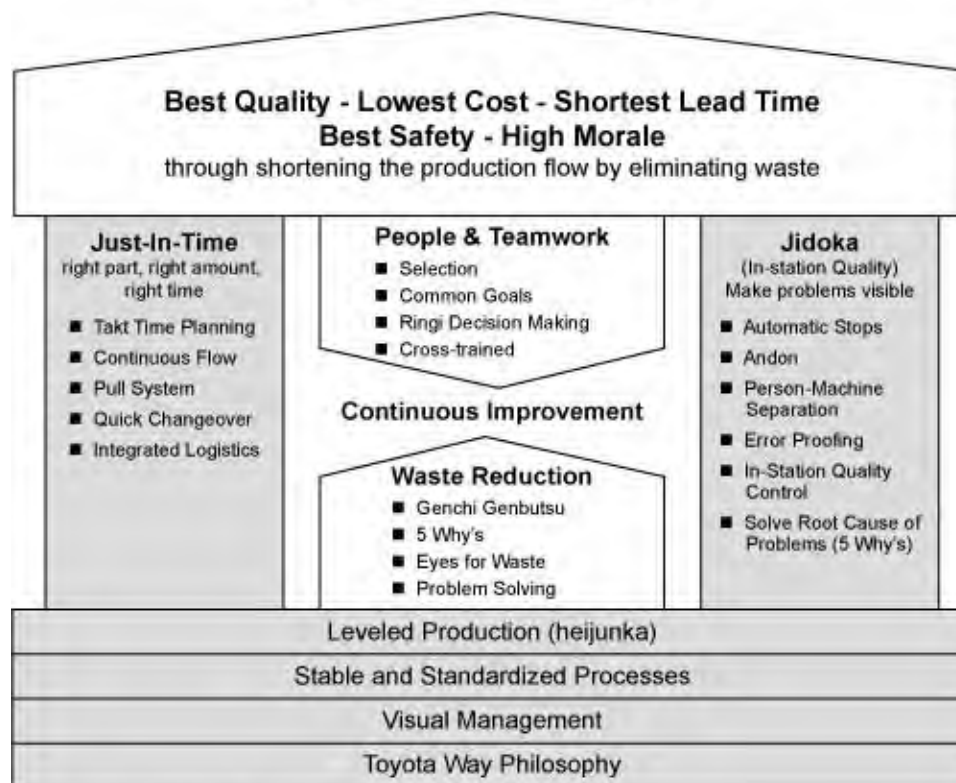 Best Quality - Lowest Cost - Shortest Lead Time
Best Safety - High Morale
through shortening the production flow by eliminating waste
Just-In-Time
right part, right amount,
right time
■ Takt Time Planning
■ Continuous Flow
■ Pull System
■ Quick Changeover
■ Integrated Logistics
People & Teamwork
■ Selection
■ Common Goals
■ Ringi Decision Making
■ Cross-trained
Continuous Improvement
Waste Reduction
■ Genchi Genbutsu
■ 5 Why's
■ Eyes for Waste
■ Problem Solving
Jidoka
(In-station Quality)
Make problems visible
■ Automatic Stops
■ Andon
■ Person-Machine
Separation
■ Error Proofing
■ In-Station Quality
Control
■ Solve Root Cause of
Problems (5 Why's)
Leveled Production (heijunka)
Stable and Standardized Processes
Visual Management
Toyota Way Philosophy